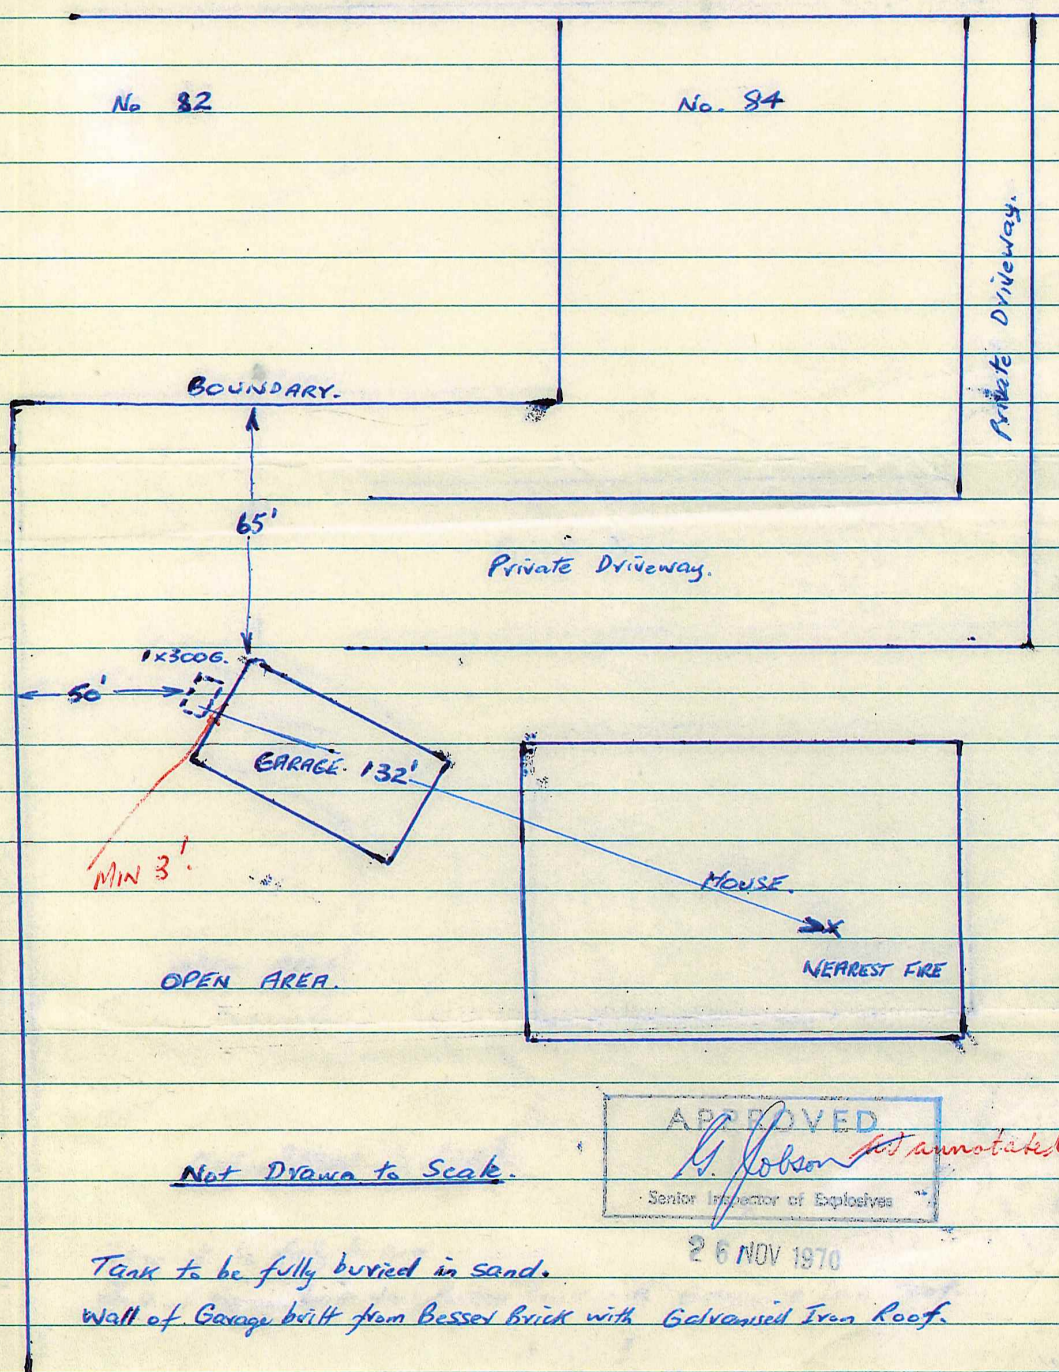 No 82
No. 84
Private Driveway.
BOUNDARY.
65'
Private Driveway.
1x300G.
50'
GARAGE. 132'
MIN 3'.
HOUSE.
X
NEAREST FIRE
OPEN AREA.
APPROVED
G. Jobson as annotated
Senior Inspector of Explosives
26 NOV 1970
Not Drawn to Scale.
Tank to be fully buried in sand.
Wall of Garage built from Besser Brick with Galvanised Iron Roof.